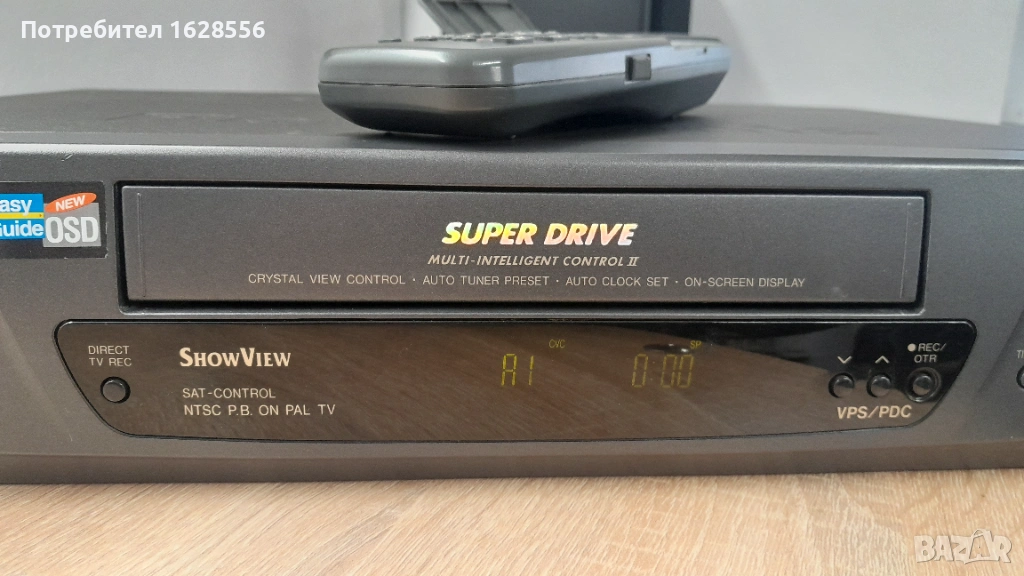 Потребител 1628556
asy
Guide
NEW
OSD
SUPER DRIVE
MULTI-INTELLIGENT CONTROL II
CRYSTAL VIEW CONTROL · AUTO TUNER PRESET · AUTO CLOCK SET · ON-SCREEN DISPLAY
DIRECT
TV REC
SHOWVIEW
SAT-CONTROL
NTSC P.B. ON PAL TV
CVC
SP
A1 0:00
REC/
OTR
VPS/PDC
BAZAR